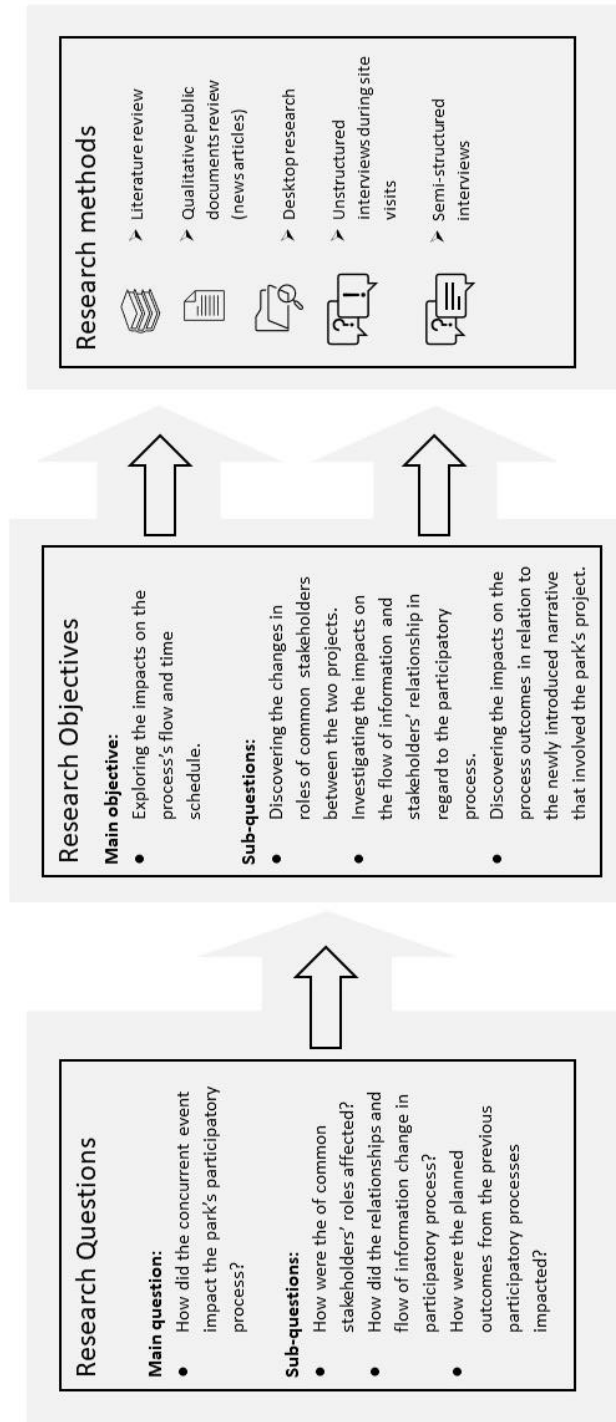 Research Questions
Main question:
● How did the concurrent event
impact the park's participatory
process?
Sub-questions:
● How were the of common
stakeholders' roles affected?
● How did the relationships and
flow of information change in
participatory process?
● How were the planned
outcomes from the previous
participatory processes
impacted?
Research Objectives
Main objective:
● Exploring the impacts on the
process's flow and time
schedule.
Sub-questions:
● Discovering the changes in
roles of common stakeholders
between the two projects.
● Investigating the impacts on
the flow of information and
stakeholders' relationship in
regard to the participatory
process.
● Discovering the impacts on the
process outcomes in relation to
the newly introduced narrative
that involved the park's project.
Research methods
➢ Literature review
➢ Qualitative public
documents review
(news articles)
➢ Desktop research
➢ Unstructured
interviews during site
visits
➢ Semi-structured
interviews